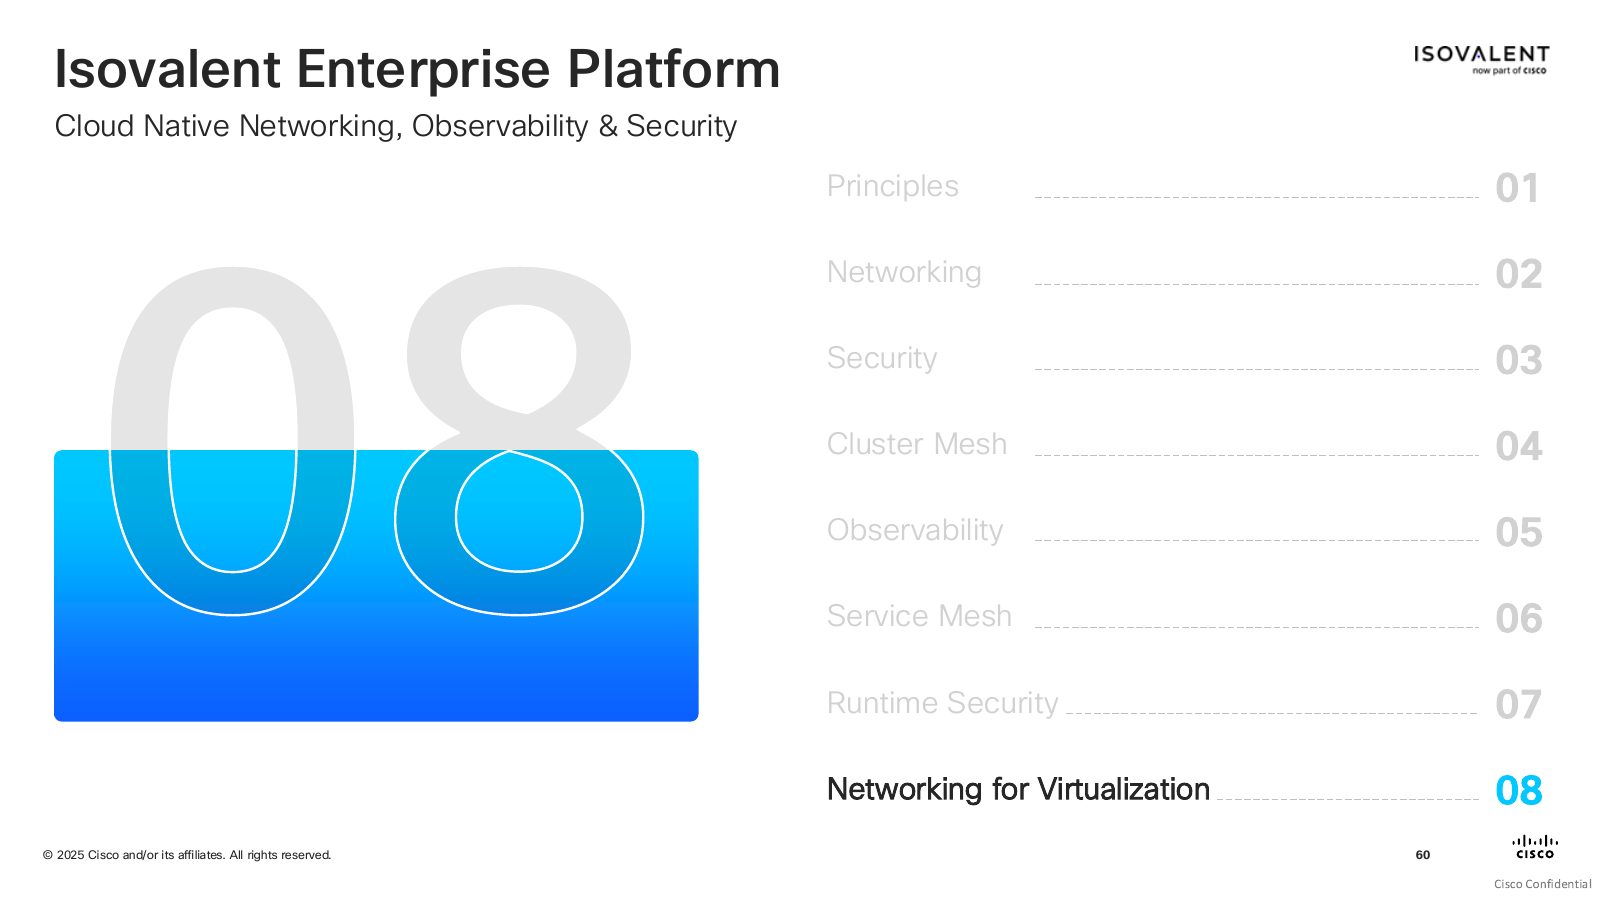 Isovalent Enterprise Platform
Cloud Native Networking, Observability & Security
ISOVALENT
now part of CISCO
08
Principles 01
Networking 02
Security 03
Cluster Mesh 04
Observability 05
Service Mesh 06
Runtime Security 07
Networking for Virtualization 08
© 2025 Cisco and/or its affiliates. All rights reserved.
60
CISCO
Cisco Confidential